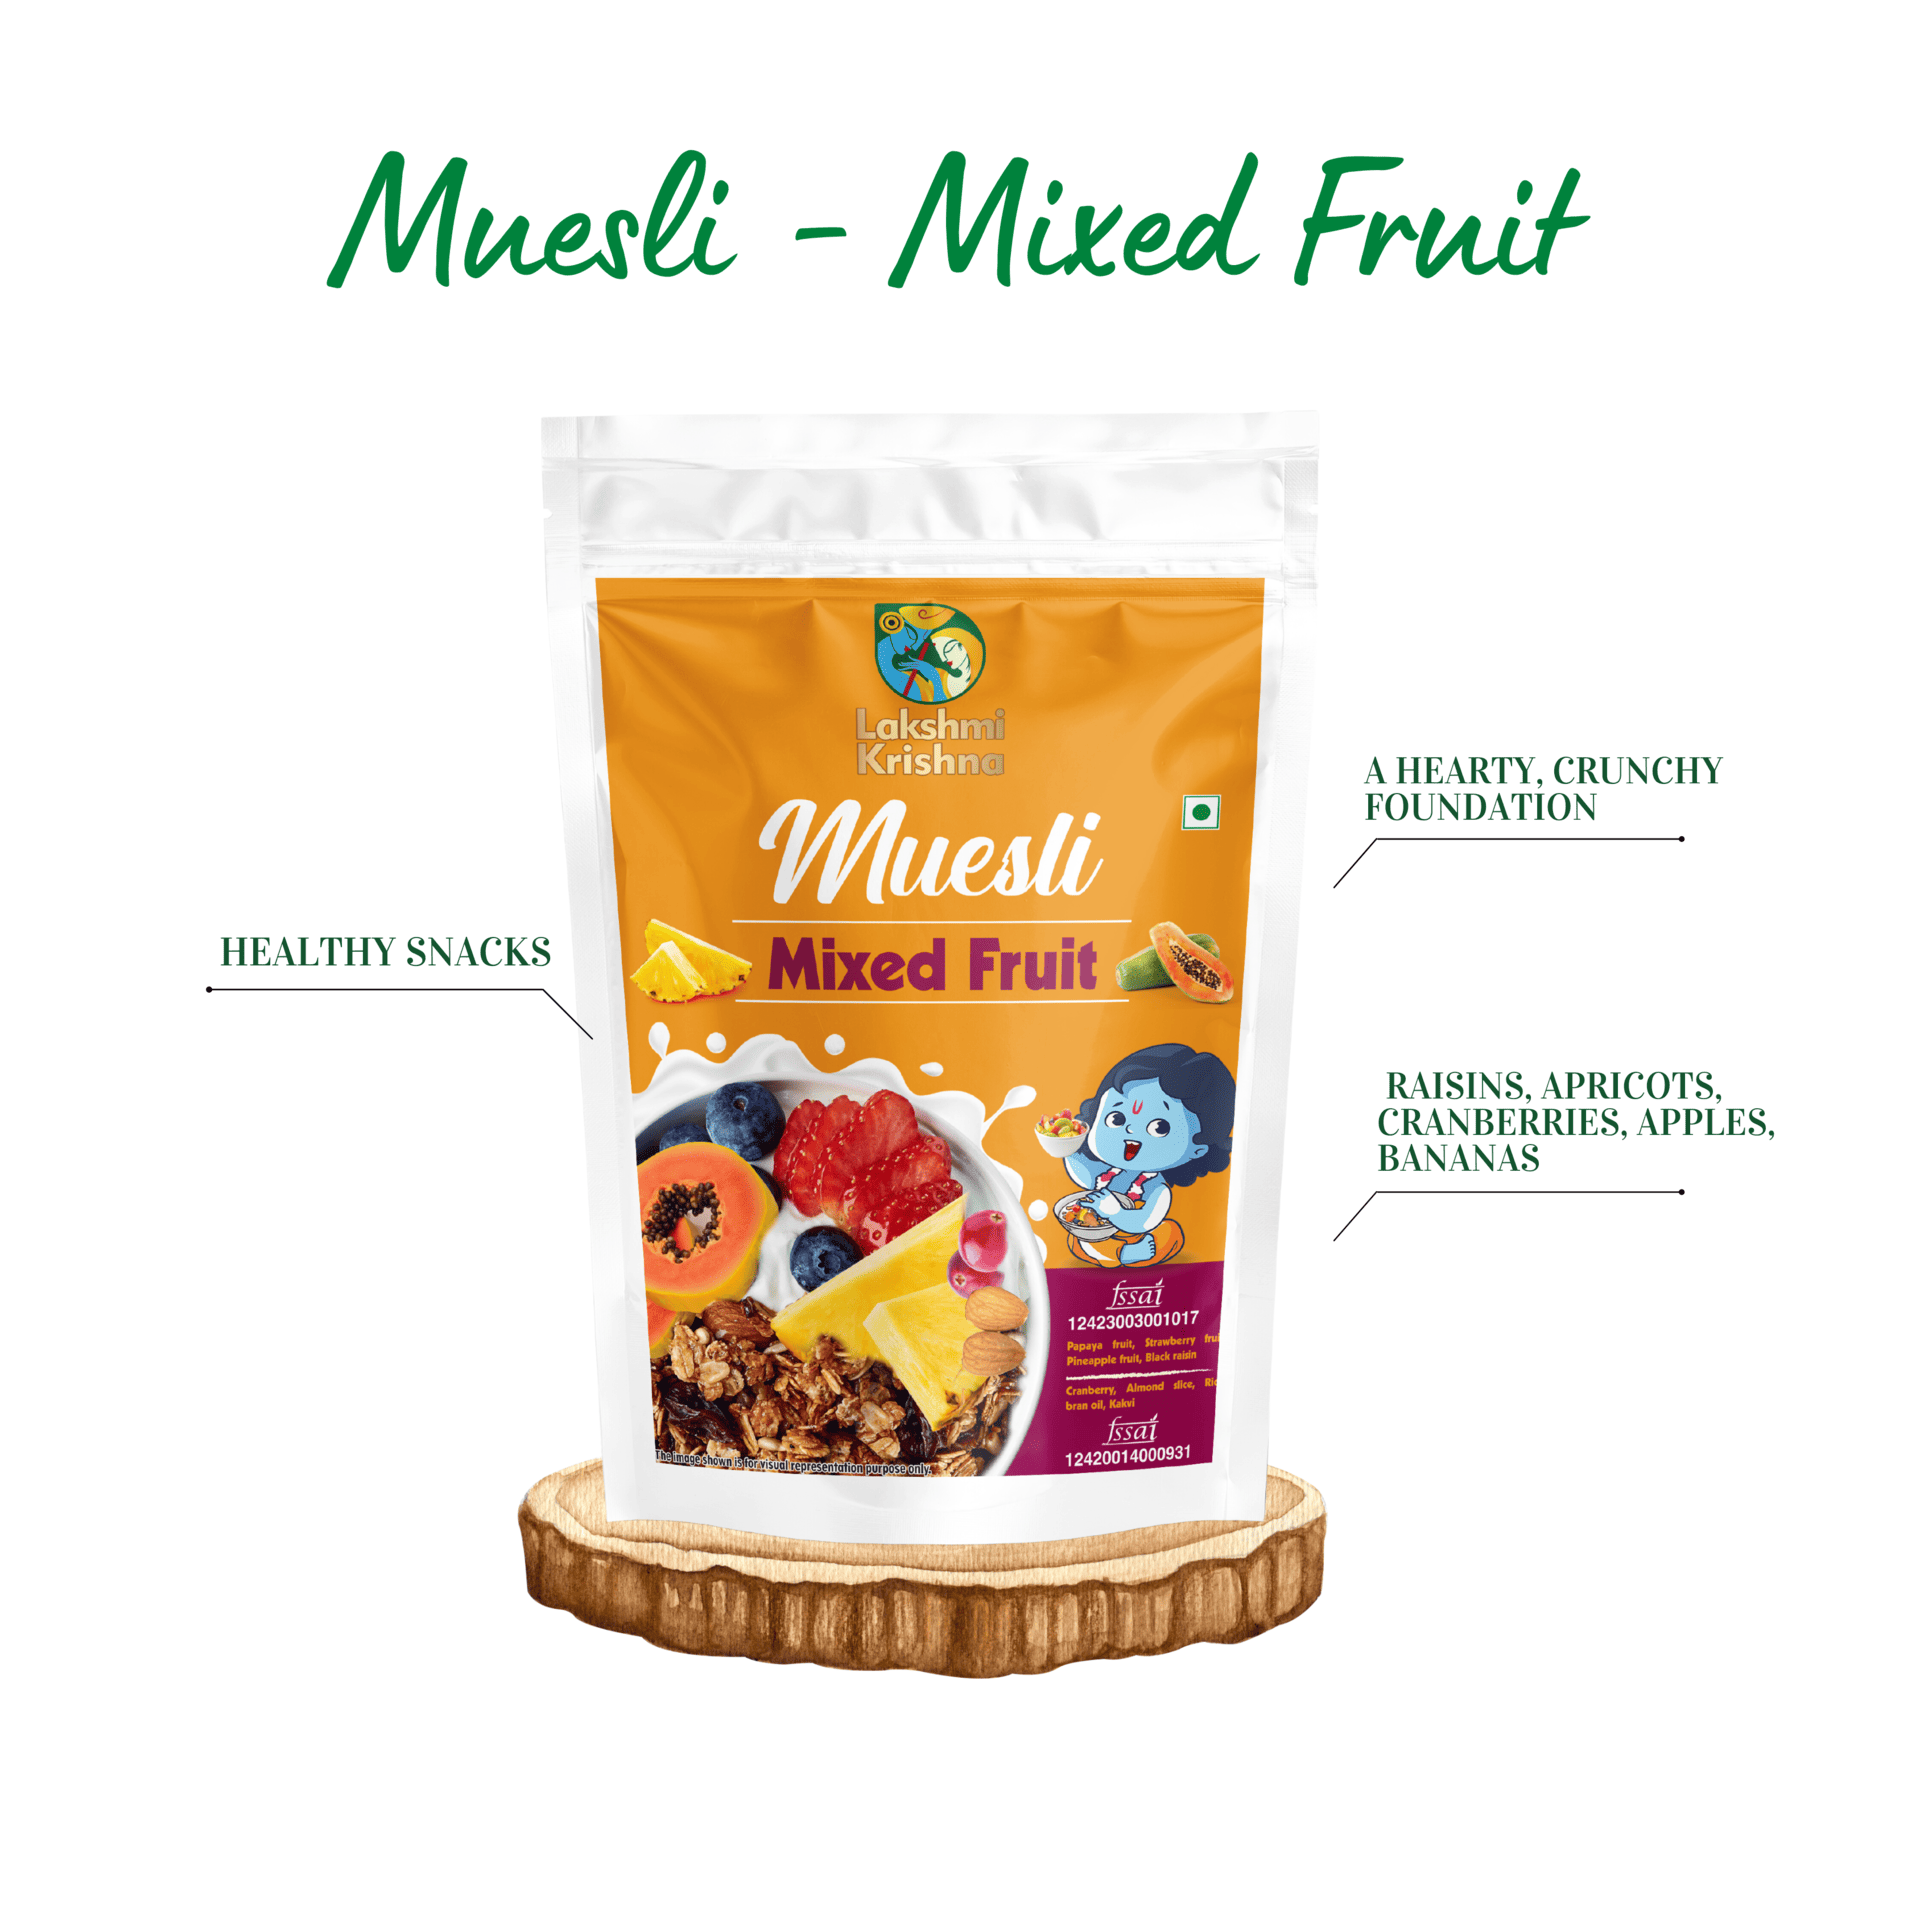 Muesli - Mixed Fruit
Lakshmi
Krishna
Muesli
Mixed Fruit
A HEARTY, CRUNCHY
FOUNDATION
HEALTHY SNACKS
RAISINS, APRICOTS,
CRANBERRIES, APPLES,
BANANAS
fssai
12423003001017
Papaya fruit, Strawberry
Pineapple fruit, Black raisin
Cranberry, Almond slice,
bran oil, Kakvi
fssai
12420014000931
The image shown is for visual representation purpose only.